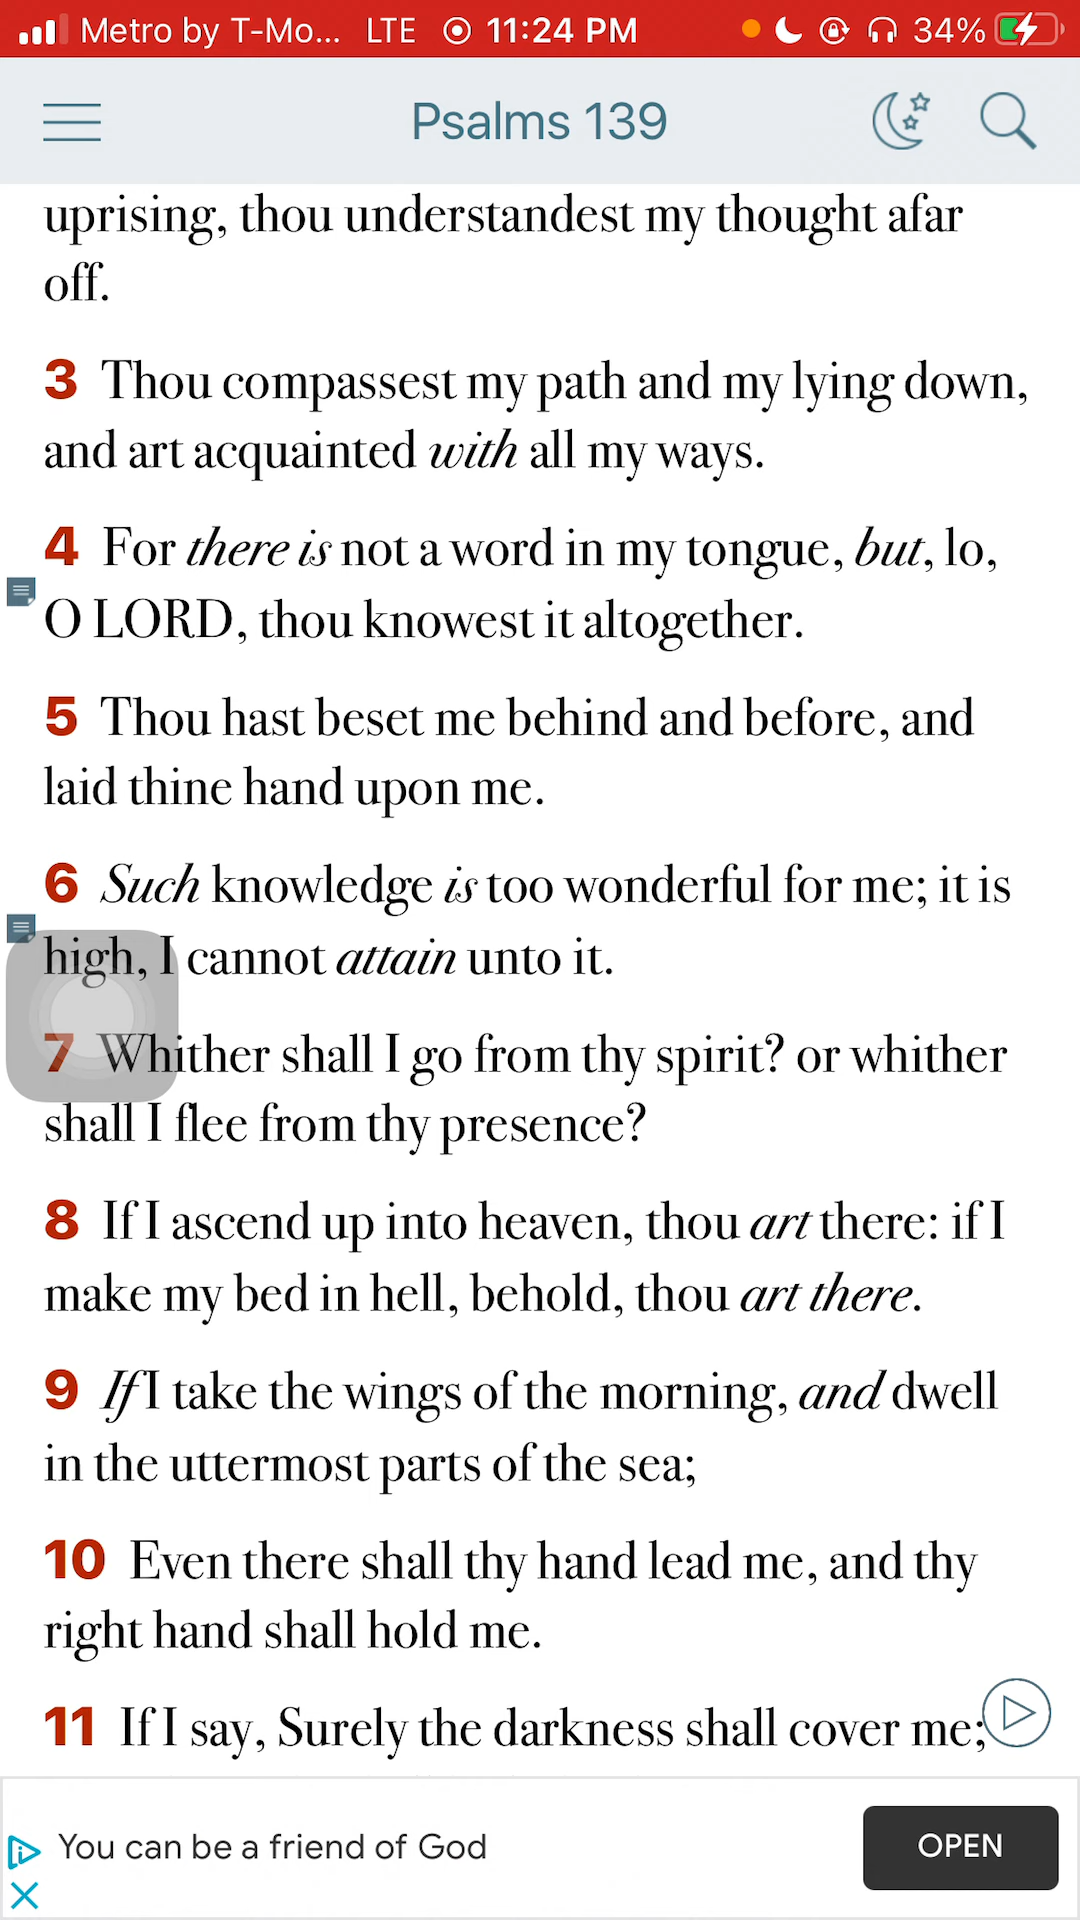 Metro by T-Mo... LTE 11:24 PM 34%
Psalms 139
uprising, thou understandest my thought afar
off.
3 Thou compassest my path and my lying down,
and art acquainted with all my ways.
4 For there is not a word in my tongue, but, lo,
O LORD, thou knowest it altogether.
5 Thou hast beset me behind and before, and
laid thine hand upon me.
6 Such knowledge is too wonderful for me; it is
high, I cannot attain unto it.
7 Whither shall I go from thy spirit? or whither
shall I flee from thy presence?
8 If I ascend up into heaven, thou art there: if I
make my bed in hell, behold, thou art there.
9 If I take the wings of the morning, and dwell
in the uttermost parts of the sea;
10 Even there shall thy hand lead me, and thy
right hand shall hold me.
11 If I say, Surely the darkness shall cover me;
You can be a friend of God
OPEN